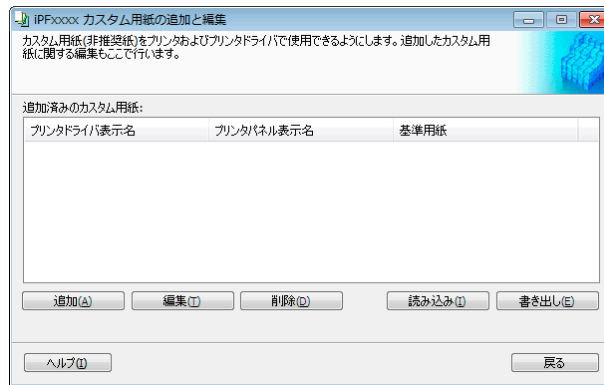 iPFxxxx カスタム用紙の追加と編集
カスタム用紙(非推奨紙)をプリンタおよびプリンタドライバで使用できるようにします。追加したカスタム用
紙に関する編集もここで行います。
追加済みのカスタム用紙:
プリンタドライバ表示名 プリンタパネル表示名 基準用紙
追加(A) 編集(T) 削除(D) 読み込み(I) 書き出し(E)
ヘルプ(I) 戻る